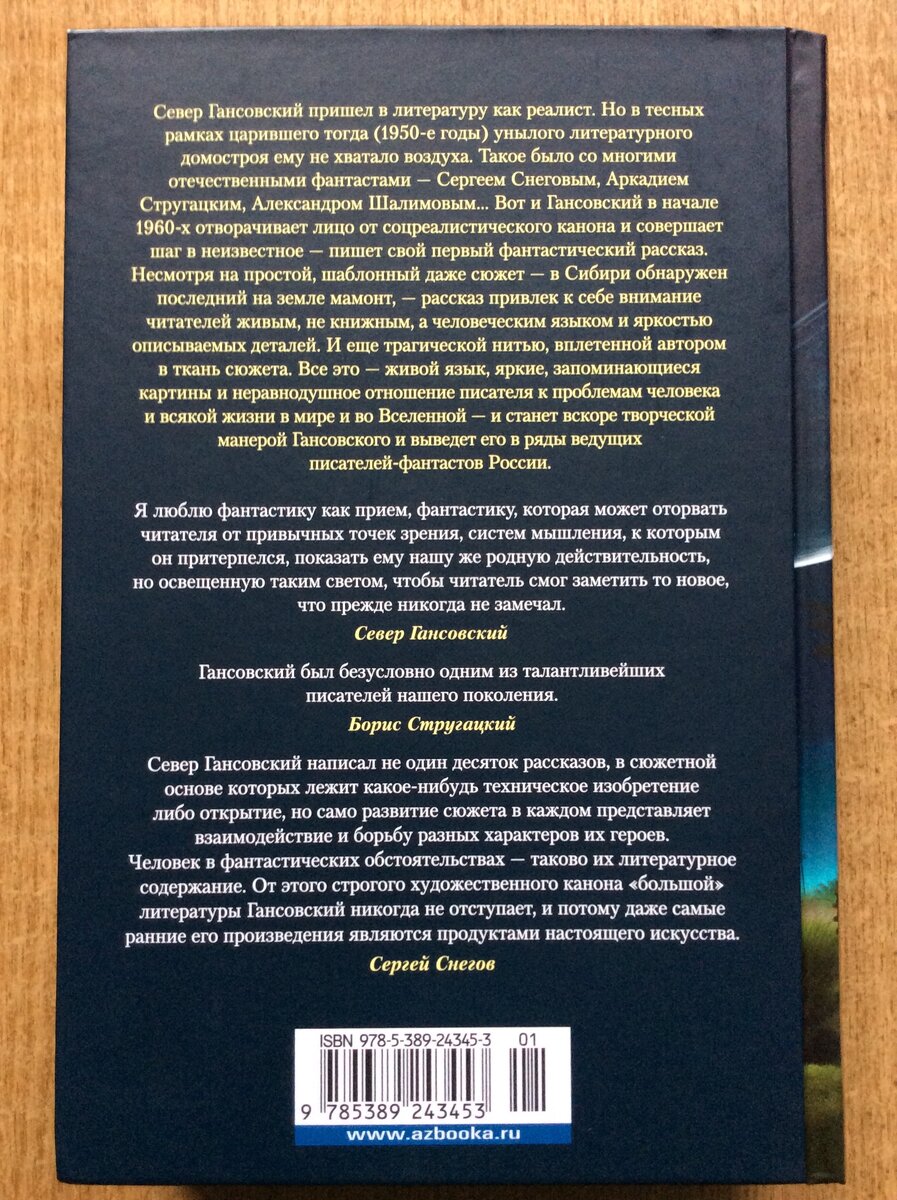 Север Гансовский пришел в литературу как реалист. Но в тесных
рамках царившего тогда (1950-е годы) унылого литературного
домостроя ему не хватало воздуха. Такое было со многими
отечественными фантастами — Сергеем Снеговым, Аркадием
Стругацким, Александром Шалимовым... Вот и Гансовский в начале
1960-х отворачивает лицо от соцреалистического канона и совершает
шаг в неизвестное — пишет свой первый фантастический рассказ.
Несмотря на простой, шаблонный даже сюжет — в Сибири обнаружен
последний на земле мамонт, — рассказ привлек к себе внимание
читателей живым, не книжным, а человеческим языком и яркостью
описываемых деталей. И еще трагической нитью, вплетенной автором
в ткань сюжета. Все это — живой язык, яркие, запоминающиеся
картины и неравнодушное отношение писателя к проблемам человека
и всякой жизни в мире и во Вселенной — и станет вскоре творческой
манерой Гансовского и выведет его в ряды ведущих
писателей-фантастов России.
Я люблю фантастику как прием, фантастику, которая может оторвать
читателя от привычных точек зрения, систем мышления, к которым
он притерпелся, показать ему нашу же родную действительность,
но освещенную таким светом, чтобы читатель смог заметить то новое,
что прежде никогда не замечал.
Север Гансовский
Гансовский был безусловно одним из талантливейших
писателей нашего поколения.
Борис Стругацкий
Север Гансовский написал не один десяток рассказов, в сюжетной
основе которых лежит какое-нибудь техническое изобретение
либо открытие, но само развитие сюжета в каждом представляет
взаимодействие и борьбу разных характеров их героев.
Человек в фантастических обстоятельствах — таково их литературное
содержание. От этого строгого художественного канона «большой»
литературы Гансовский никогда не отступает, и потому даже самые
ранние его произведения являются продуктами настоящего искусства.
Сергей Снегов
ISBN 978-5-389-24345-3 01
9 785389 243453
www.azbooka.ru